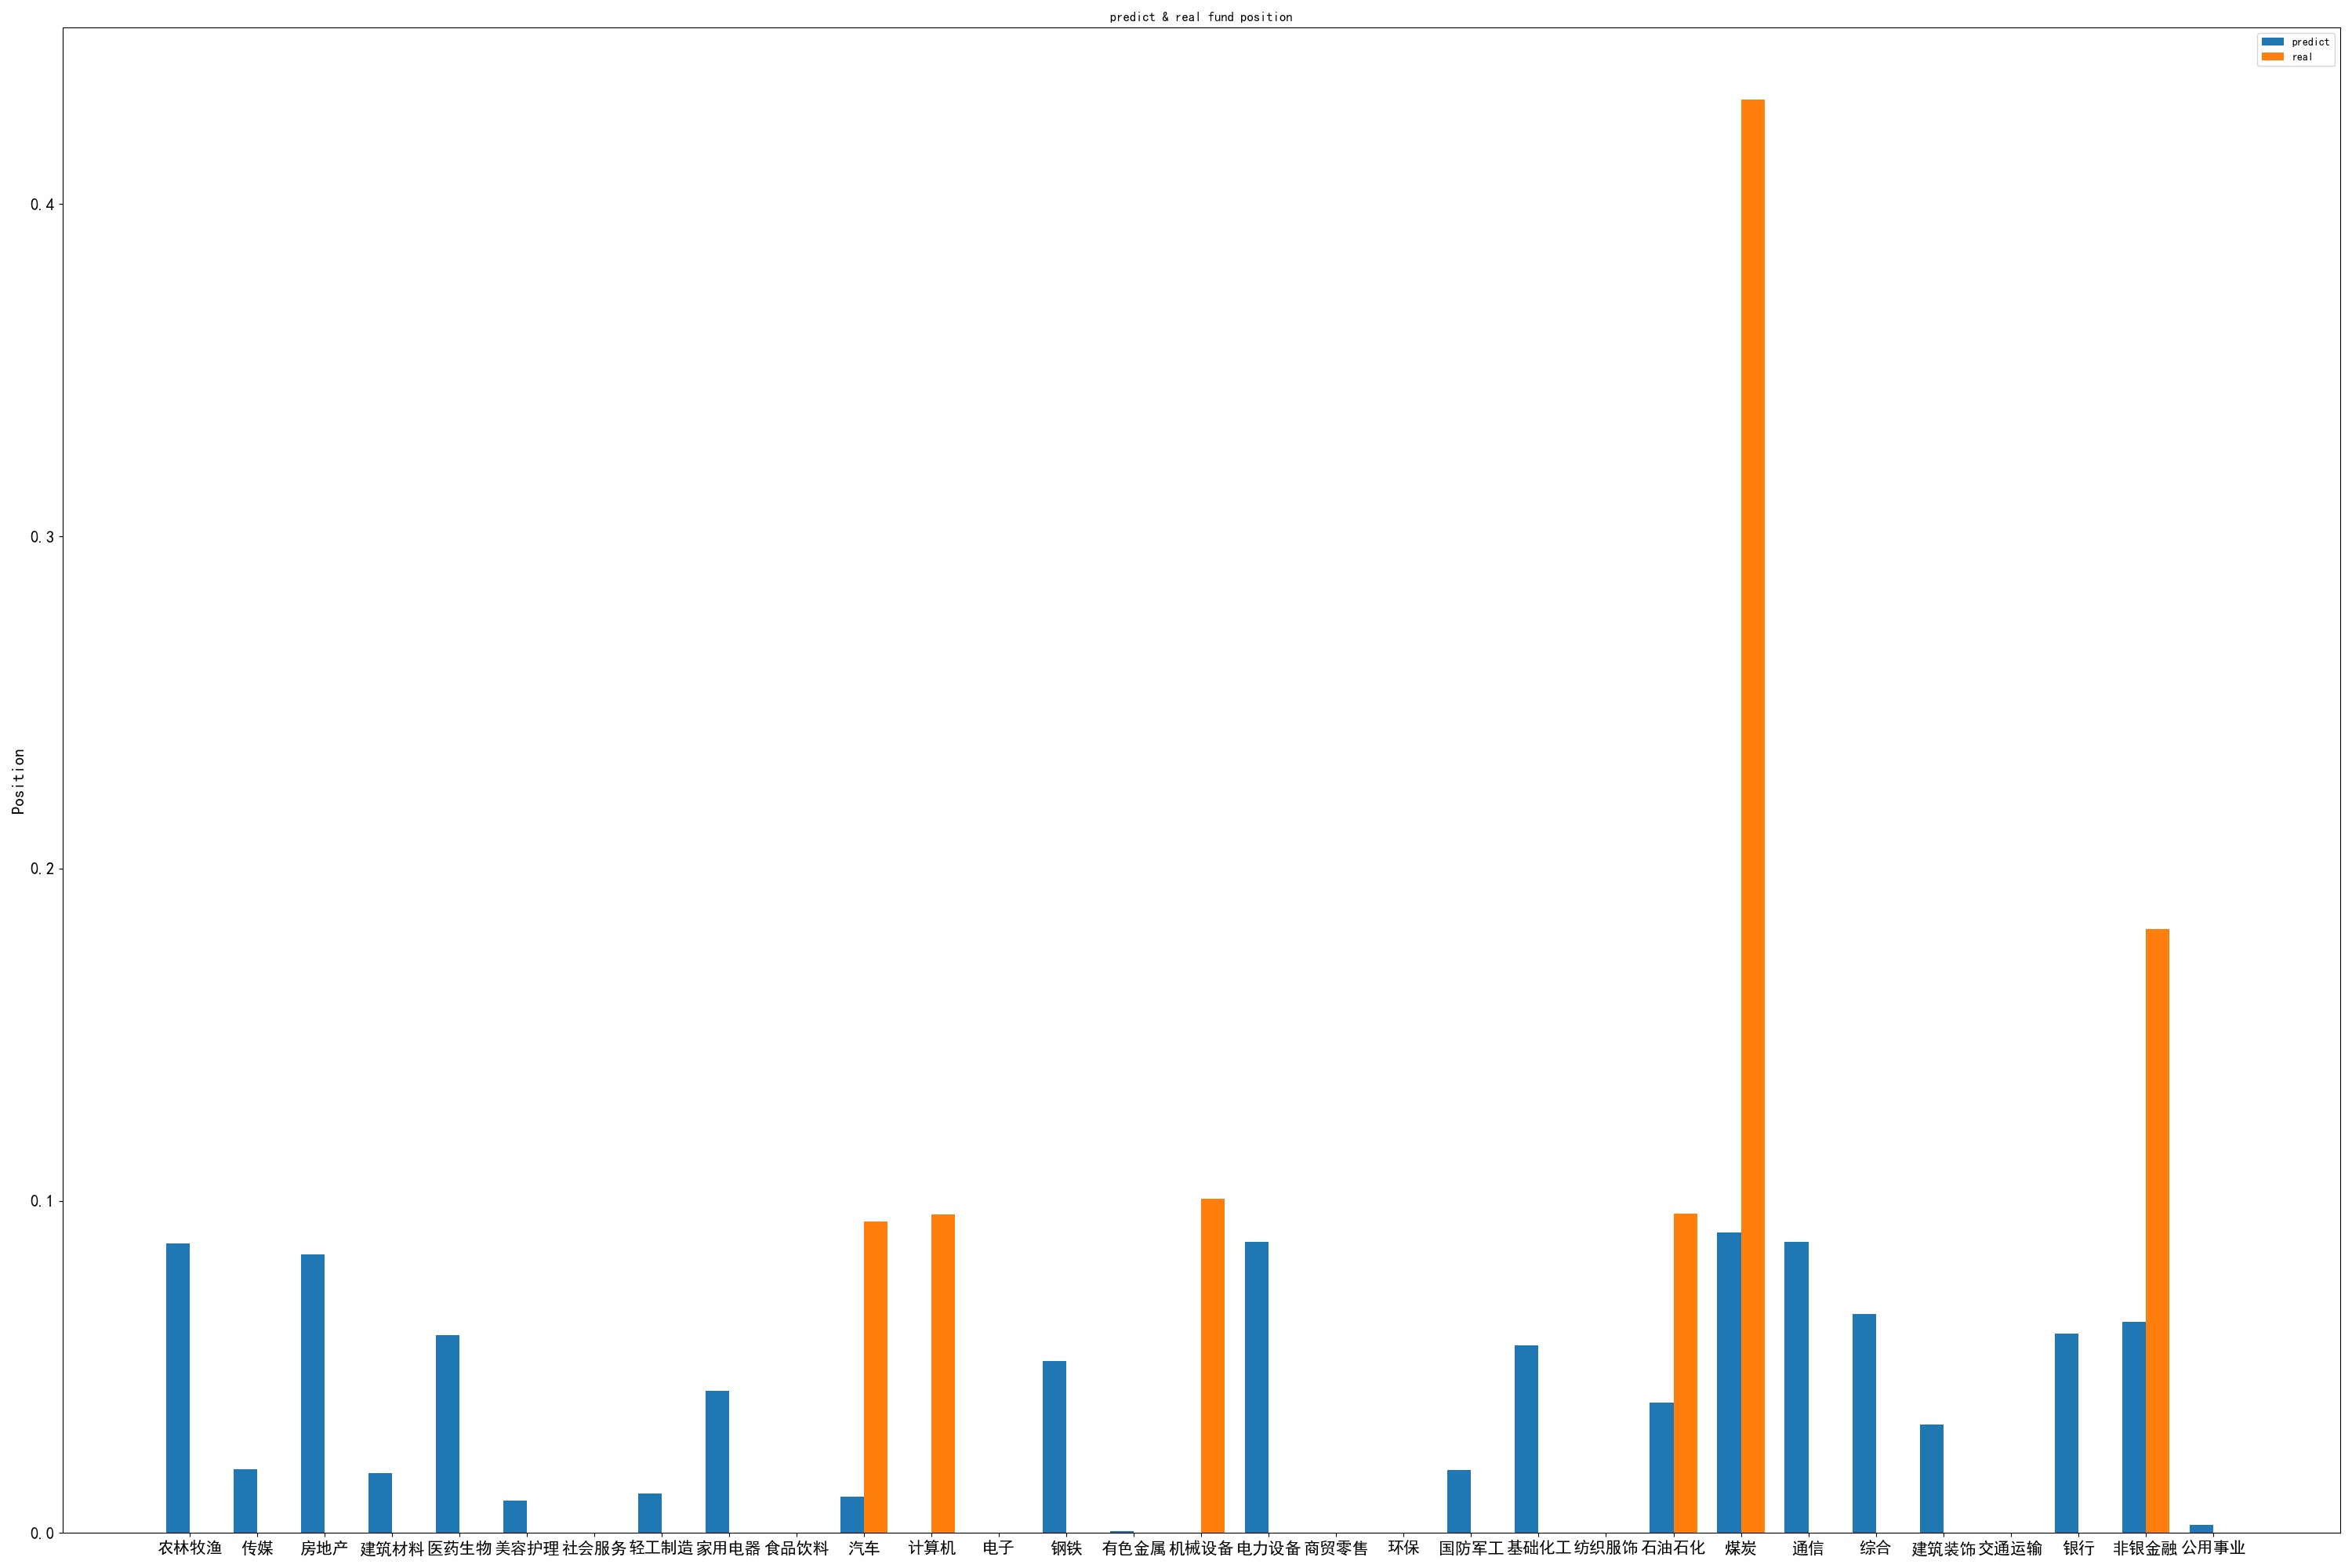 predict & real fund position
predict
real
0.4
0.3
0.2
0.1
0.0
Position
农林牧渔 传媒 房地产 建筑材料 医药生物 美容护理 社会服务 轻工制造 家用电器 食品饮料 汽车 计算机 电子 钢铁 有色金属 机械设备 电力设备 商贸零售 环保 国防军工 基础化工 纺织服饰 石油石化 煤炭 通信 综合 建筑装饰 交通运输 银行 非银金融 公用事业